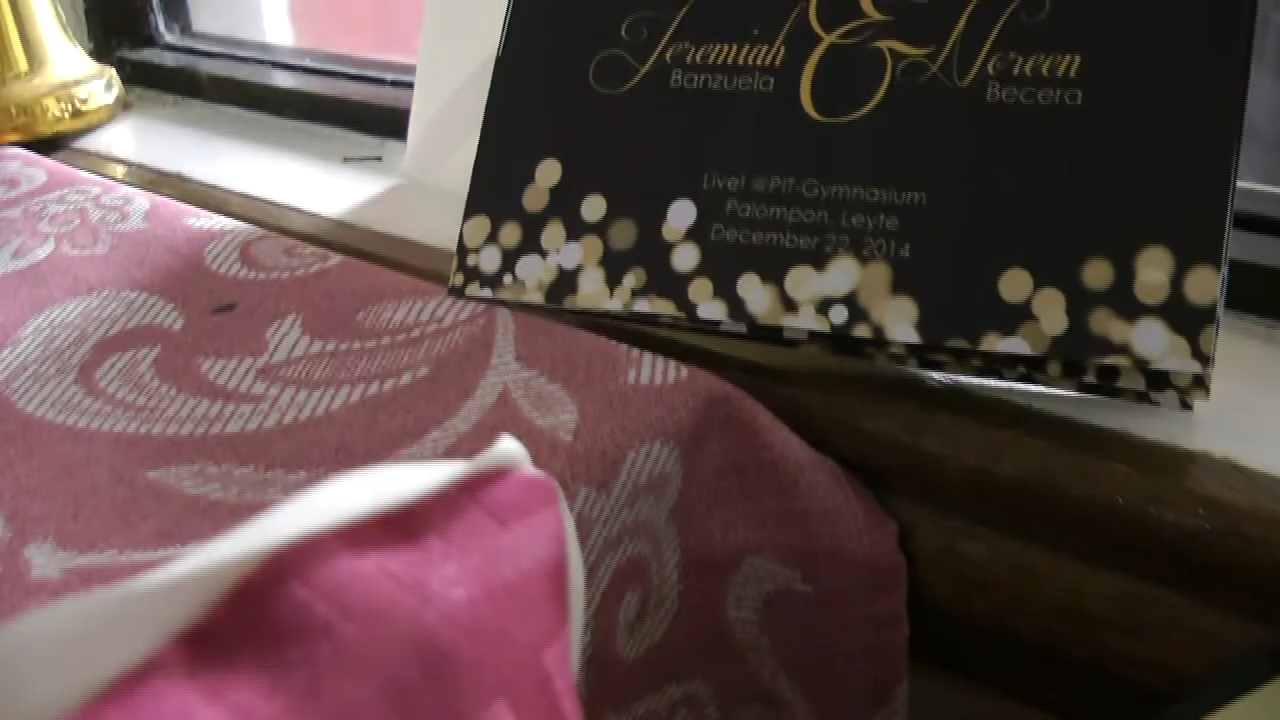 Jeremiah & Noreen
Banzuela Becera
Live! @PIT-Gymnasium
Palompon, Leyte
December 22, 2014